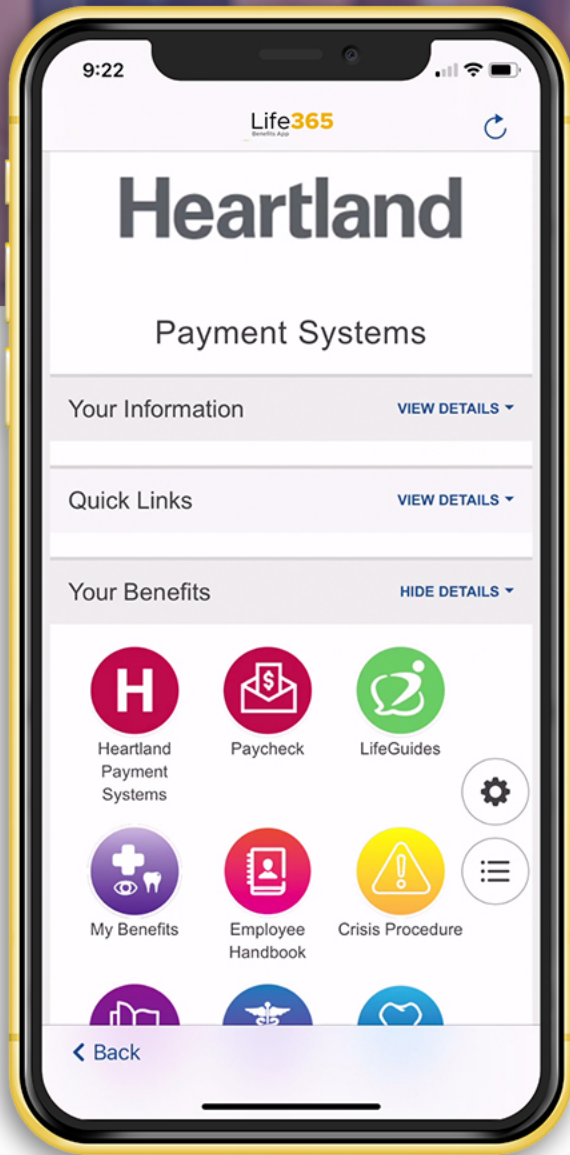 9:22
Life365
Benefits App
Heartland
Payment Systems
Your Information
VIEW DETAILS
Quick Links
VIEW DETAILS
Your Benefits
HIDE DETAILS
H
$
Heartland
Payment
Systems
Paycheck
LifeGuides
My Benefits
Employee
Handbook
Crisis Procedure
Back